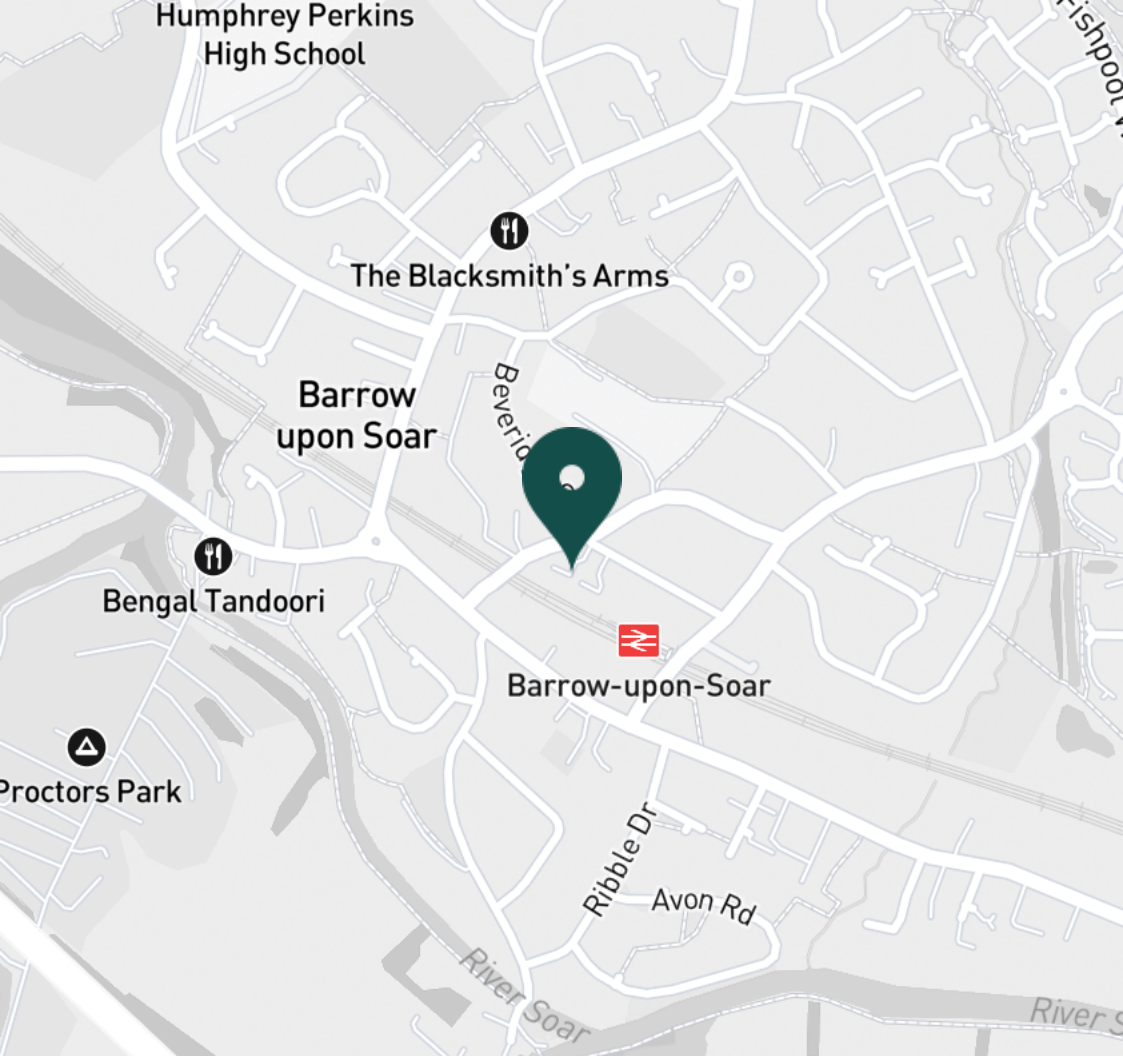 Humphrey Perkins
High School
The Blacksmith's Arms
Barrow
upon Soar
Bengal Tandoori
Barrow-upon-Soar
Proctors Park
Ribble Dr
Avon Rd
River Soar